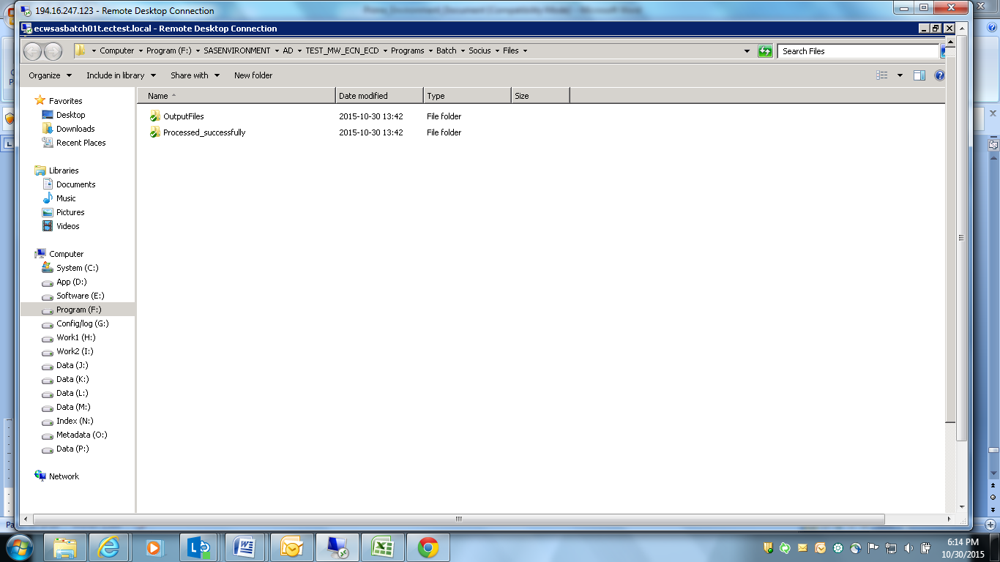 194.16.247.123 - Remote Desktop Connection
ecwsasbatch01t.ectest.local - Remote Desktop Connection
Computer Program (F:) SASENVIRONMENT AD TEST_MW_ECN_ECD Programs Batch Socius Files
Search Files
Organize Include in library Share with New folder
Name Date modified Type Size
OutputFiles 2015-10-30 13:42 File folder
Processed_successfully 2015-10-30 13:42 File folder
Favorites
Desktop
Downloads
Recent Places
Libraries
Documents
Music
Pictures
Videos
Computer
System (C:)
App (D:)
Software (E:)
Program (F:)
Config/log (G:)
Work1 (H:)
Work2 (I:)
Data (J:)
Data (K:)
Data (L:)
Data (M:)
Index (N:)
Metadata (O:)
Data (P:)
Network
6:14 PM
10/30/2015